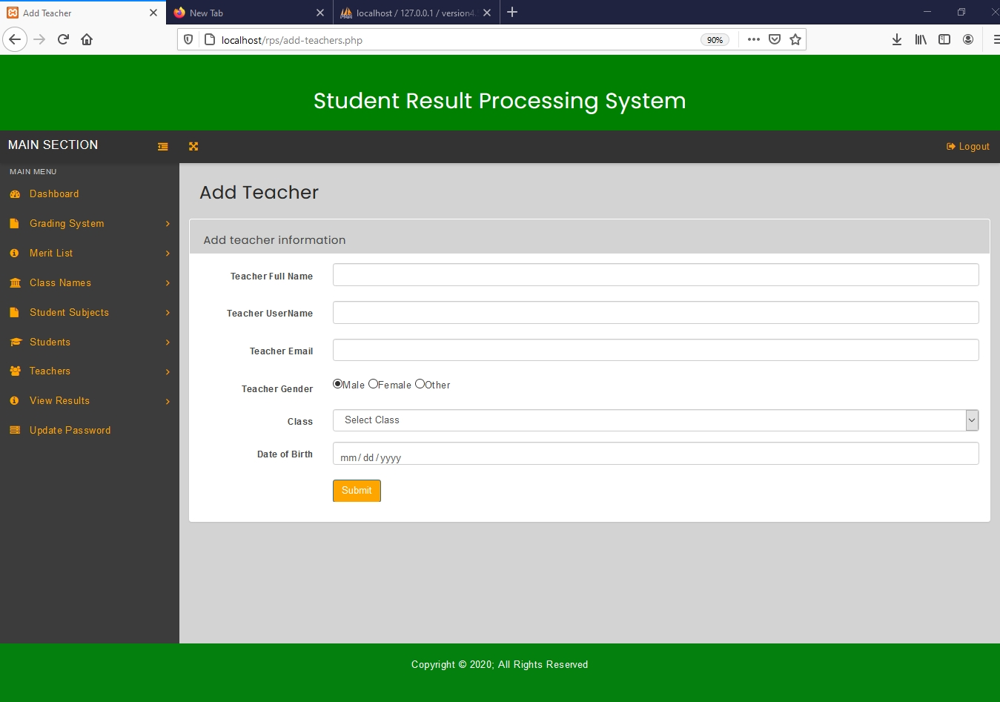 Add Teacher
New Tab
localhost / 127.0.0.1 / version4.
localhost/rps/add-teachers.php
90%
Student Result Processing System
MAIN SECTION
Logout
MAIN MENU
Dashboard
Grading System
Merit List
Class Names
Student Subjects
Students
Teachers
View Results
Update Password
Add Teacher
Add teacher information
Teacher Full Name
Teacher UserName
Teacher Email
Teacher Gender Male Female Other
Class Select Class
Date of Birth mm / dd / yyyy
Submit
Copyright © 2020; All Rights Reserved